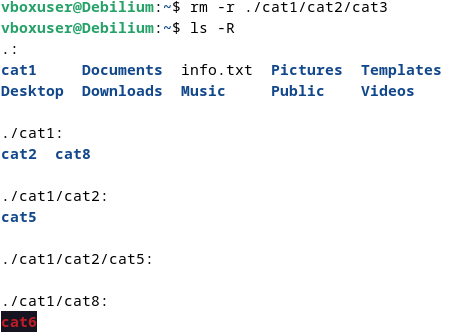 vboxuser@Debilium:~$ rm -r ./cat1/cat2/cat3
vboxuser@Debilium:~$ ls -R
.:
cat1     Documents  info.txt  Pictures  Templates
Desktop  Downloads  Music     Public    Videos

./cat1:
cat2  cat8

./cat1/cat2:
cat5

./cat1/cat2/cat5:

./cat1/cat8:
cat6